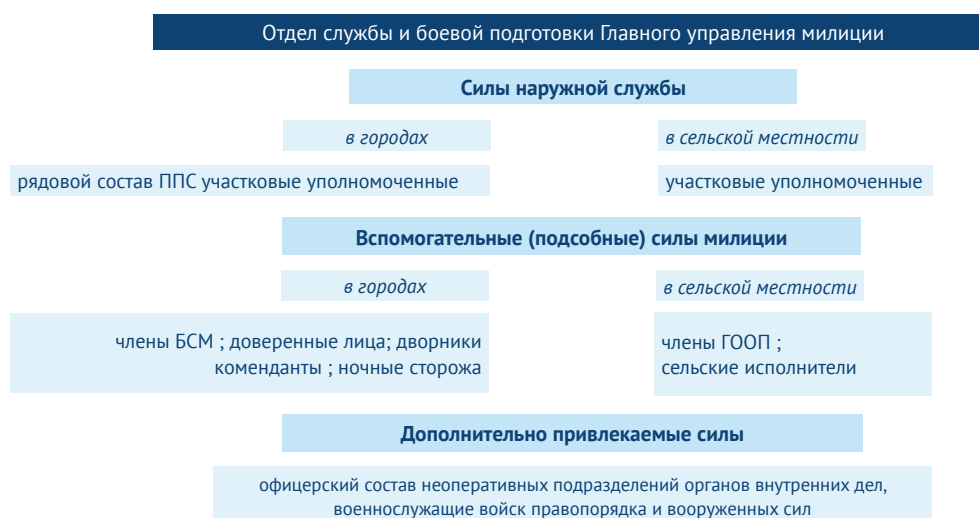 Отдел службы и боевой подготовки Главного управления милиции
Силы наружной службы
в городах
в сельской местности
рядовой состав ППС участковые уполномоченные
участковые уполномоченные
Вспомогательные (подсобные) силы милиции
в городах
в сельской местности
члены БСМ ; доверенные лица; дворники
коменданты ; ночные сторожа
члены ГООП ;
сельские исполнители
Дополнительно привлекаемые силы
офицерский состав неоперативных подразделений органов внутренних дел,
военнослужащие войск правопорядка и вооруженных сил